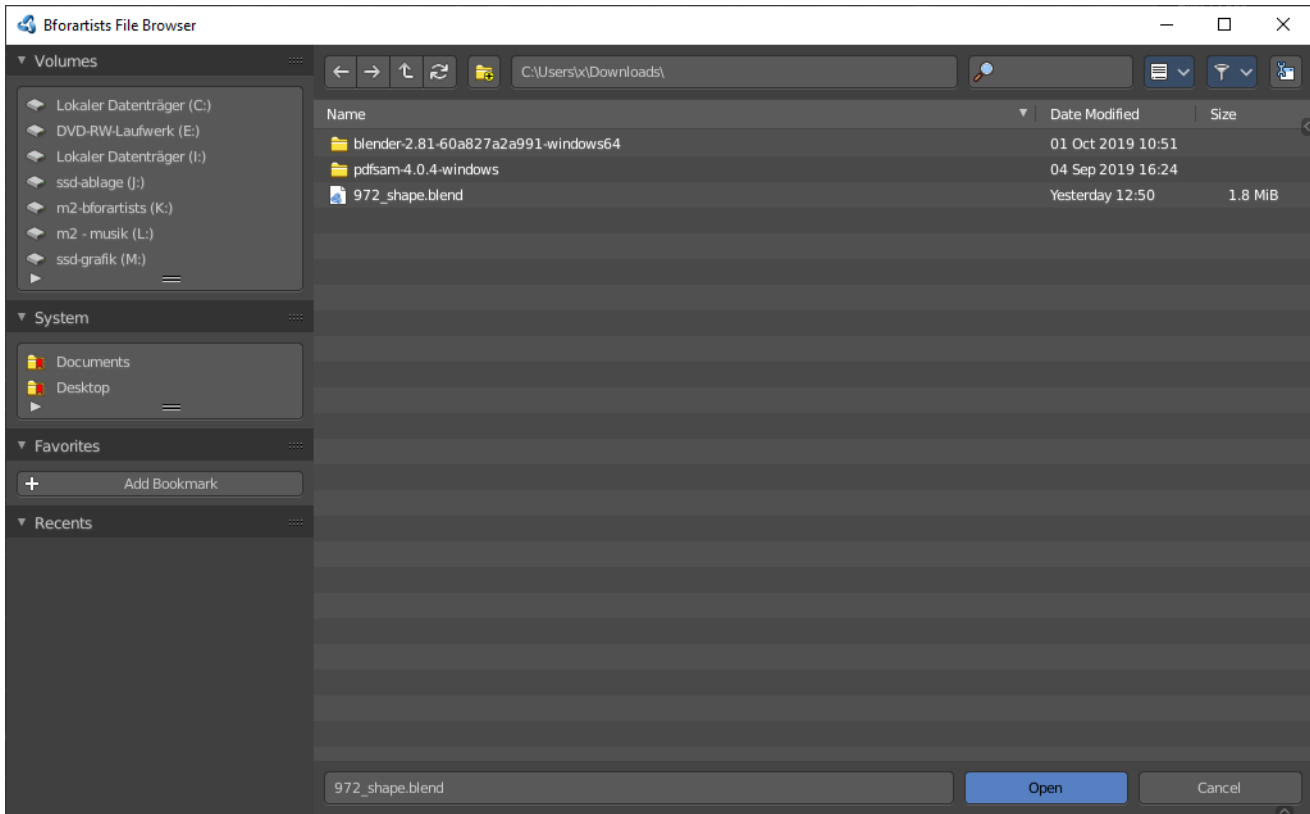 Bforartists File Browser
Volumes
Lokaler Datenträger (C:)
DVD-RW-Laufwerk (E:)
Lokaler Datenträger (I:)
ssd-ablage (J:)
m2-bforartists (K:)
m2 - musik (L:)
ssd-grafik (M:)
System
Documents
Desktop
Favorites
Add Bookmark
Recents
C:\Users\x\Downloads\
Name Date Modified Size
blender-2.81-60a827a2a991-windows64 01 Oct 2019 10:51
pdfsam-4.0.4-windows 04 Sep 2019 16:24
972_shape.blend Yesterday 12:50 1.8 MiB
972_shape.blend Open Cancel